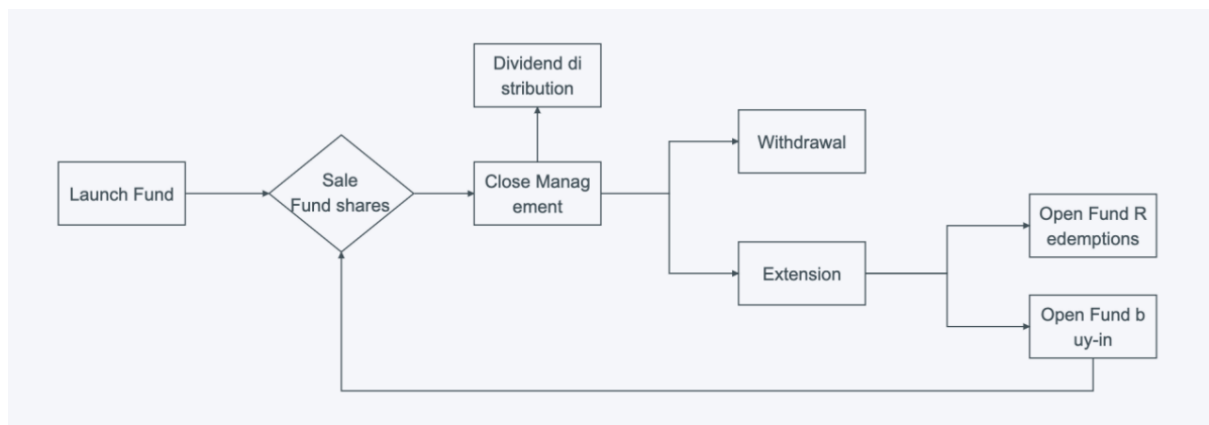 Dividend di
stribution
Withdrawal
Launch Fund
Sale
Fund shares
Close Manag
ement
Open Fund R
edemptions
Extension
Open Fund b
uy-in